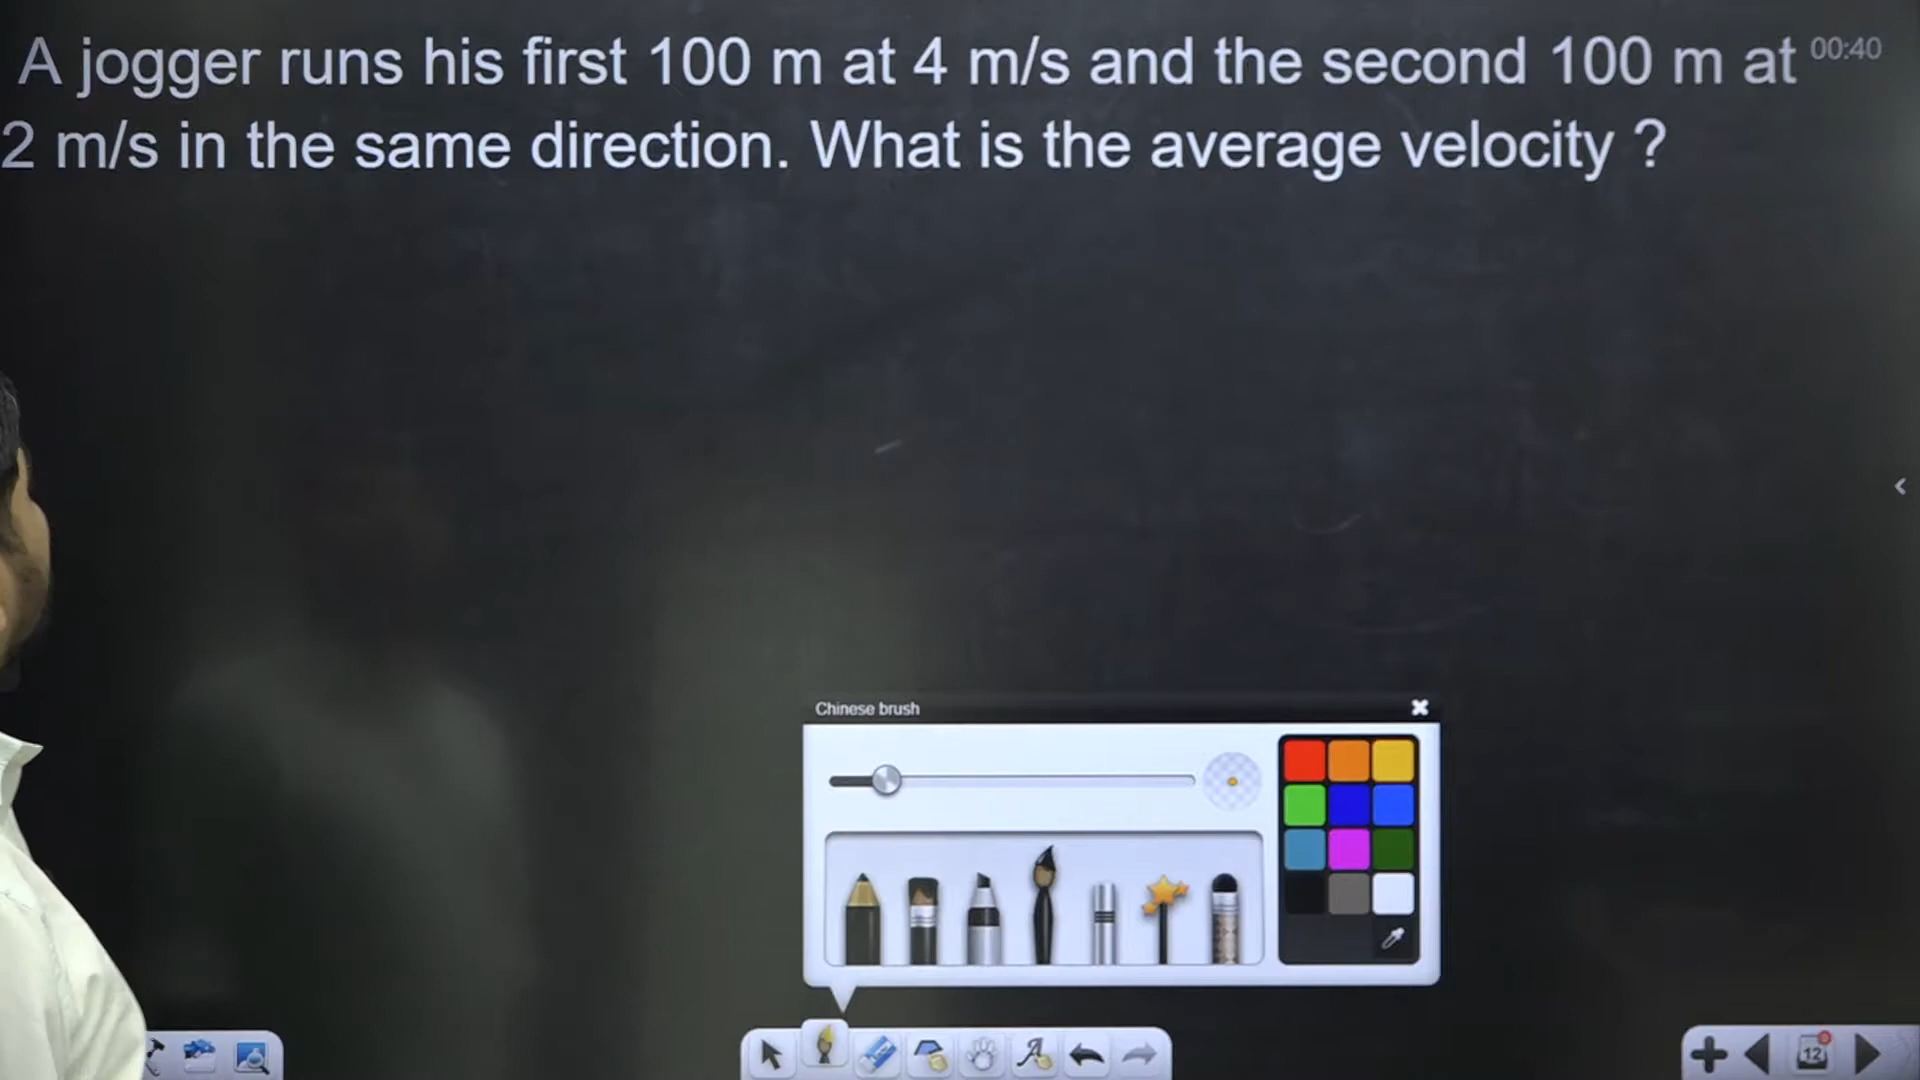 A jogger runs his first 100 m at 4 m/s and the second 100 m at 00:40
2 m/s in the same direction. What is the average velocity ?
Chinese brush
A
12